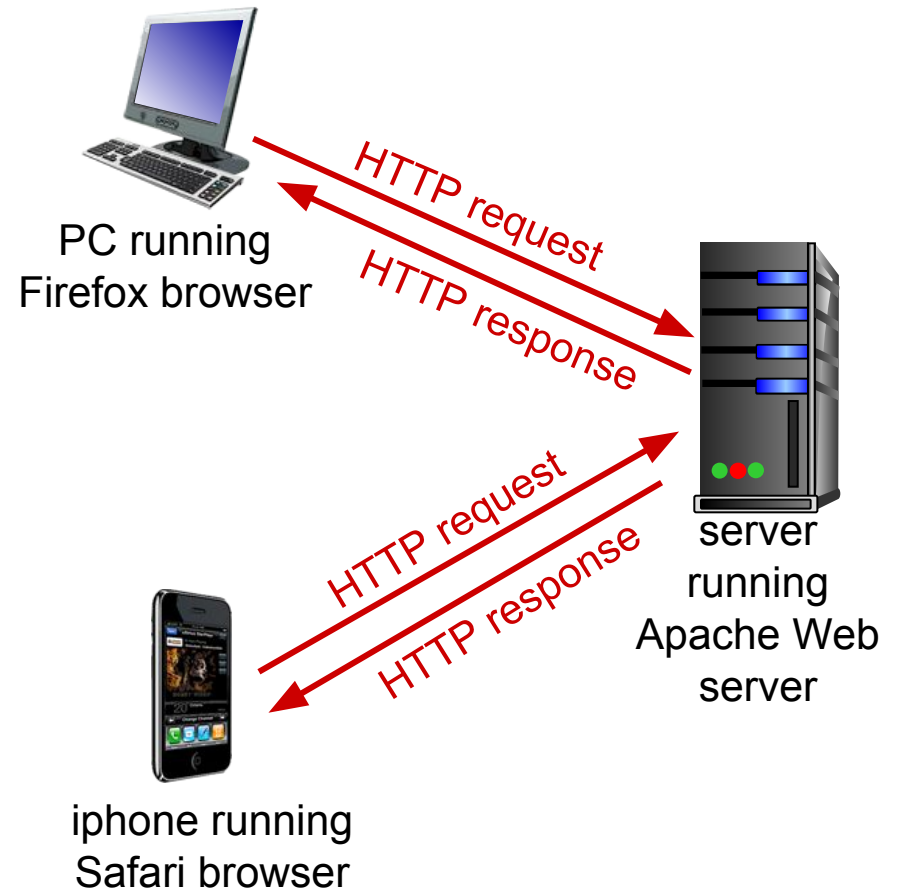 HTTP request
HTTP response
PC running
Firefox browser
HTTP request
HTTP response
server
running
Apache Web
server
iphone running
Safari browser